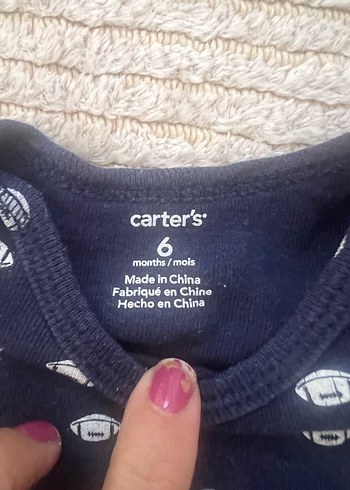 carter's
6
months / mois
Made in China
Fabriqué en Chine
Hecho en China